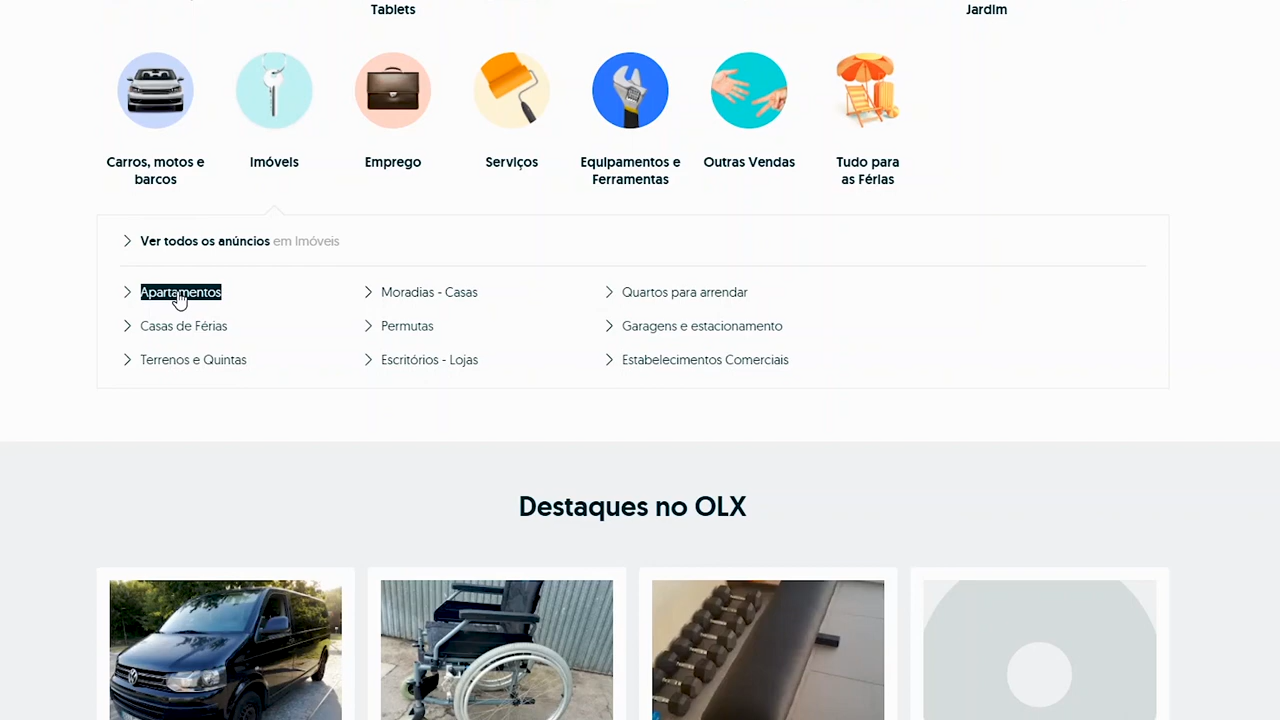 Tablets
Jardim
Carros, motos e
barcos
Imóveis
Emprego
Serviços
Equipamentos e
Ferramentas
Outras Vendas
Tudo para
as Férias
Ver todos os anúncios em Imóveis
Apartamentos
Moradias - Casas
Quartos para arrendar
Casas de Férias
Permutas
Garagens e estacionamento
Terrenos e Quintas
Escritórios - Lojas
Estabelecimentos Comerciais
Destaques no OLX